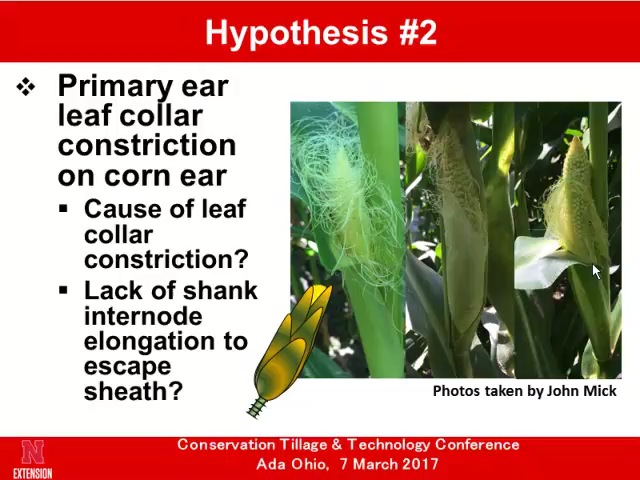 Hypothesis #2
Primary ear
leaf collar
constriction
on corn ear
Cause of leaf
collar
constriction?
Lack of shank
internode
elongation to
escape
sheath?
Photos taken by John Mick
N
EXTENSION
Conservation Tillage & Technology Conference
Ada Ohio, 7 March 2017